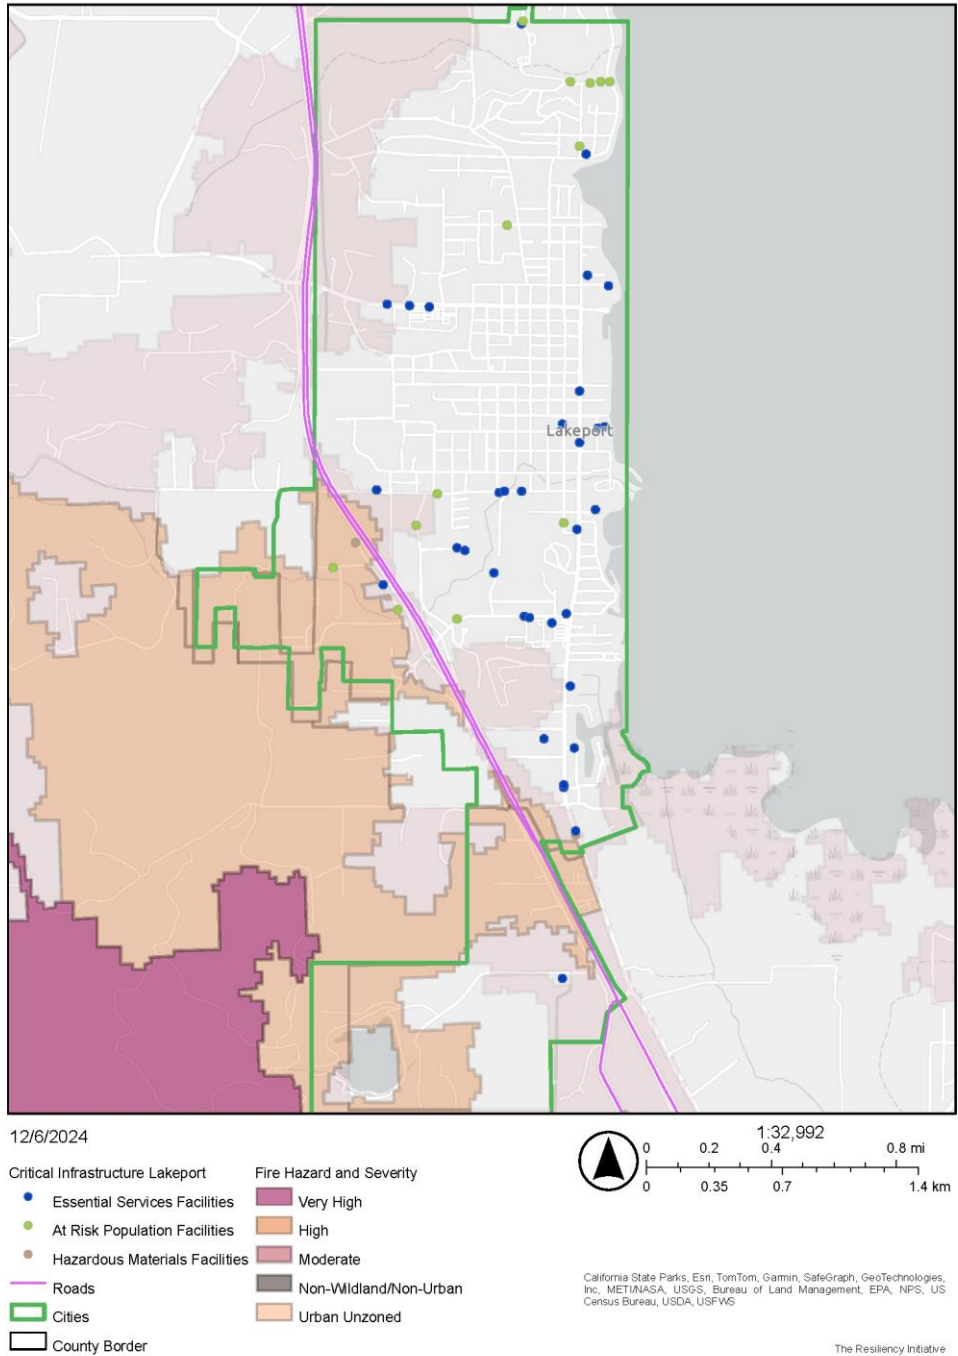 Lakeport
12/6/2024
Critical Infrastructure Lakeport
Essential Services Facilities
At Risk Population Facilities
Hazardous Materials Facilities
Roads
Cities
County Border
Fire Hazard and Severity
Very High
High
Moderate
Non-Wildland/Non-Urban
Urban Unzoned
1:32,992
0 0.2 0.4 0.8 mi
0 0.35 0.7 1.4 km
California State Parks, Esri, TomTom, Garmin, SafeGraph, GeoTechnologies,
Inc, METI/NASA, USGS, Bureau of Land Management, EPA, NPS, US
Census Bureau, USDA, USFWS
The Resiliency Initiative